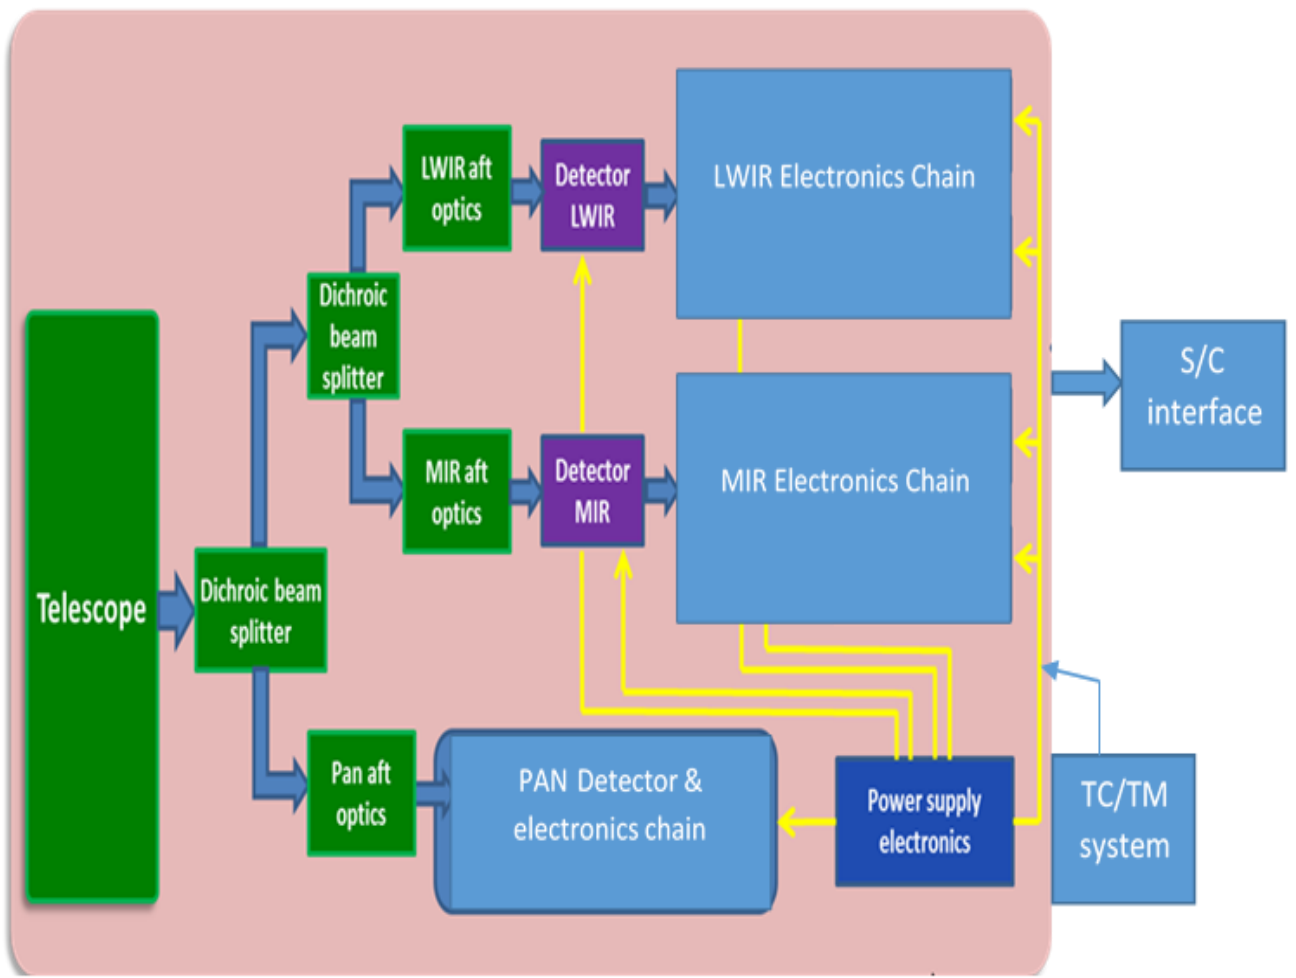 LWIR aft
optics
Detector
LWIR
LWIR Electronics Chain
Dichroic
beam
splitter
S/C
interface
MIR aft
optics
Detector
MIR
MIR Electronics Chain
Telescope
Dichroic beam
splitter
Pan aft
optics
PAN Detector &
electronics chain
Power supply
electronics
TC/TM
system